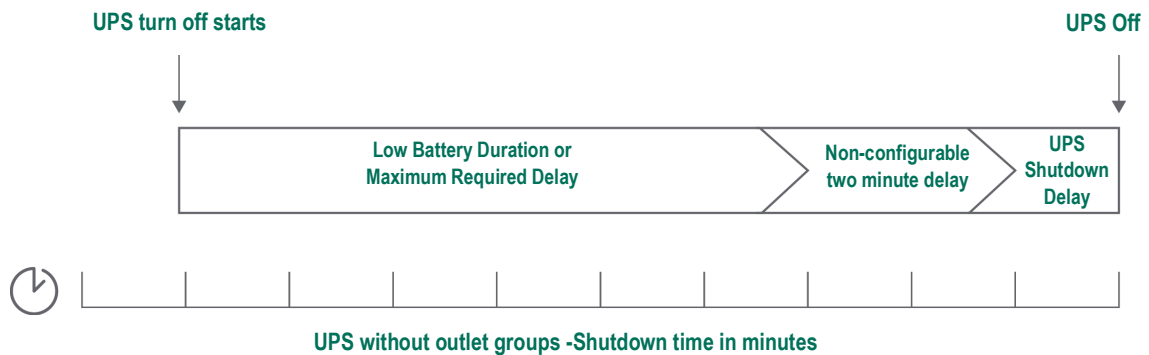 UPS turn off starts
UPS Off
Low Battery Duration or
Maximum Required Delay
Non-configurable
two minute delay
UPS
Shutdown
Delay
UPS without outlet groups -Shutdown time in minutes